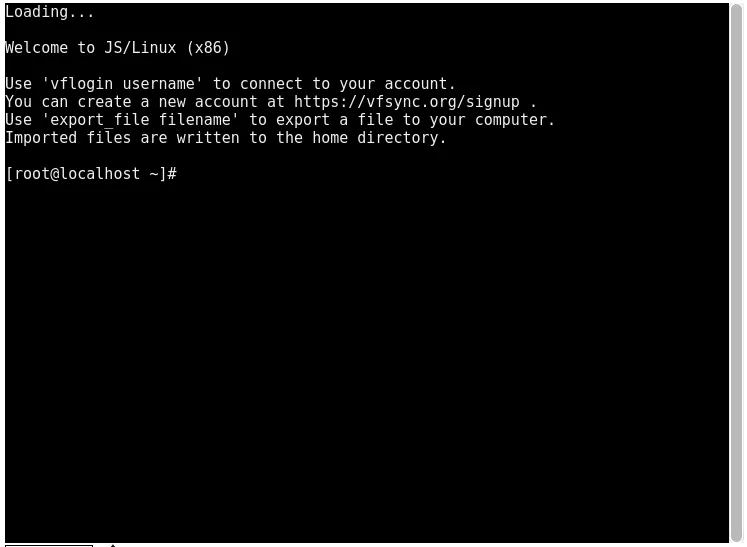 Loading...
Welcome to JS/Linux (x86)
Use 'vflogin username' to connect to your account.
You can create a new account at https://vfsync.org/signup .
Use 'export_file filename' to export a file to your computer.
Imported files are written to the home directory.
[root@localhost ~]#